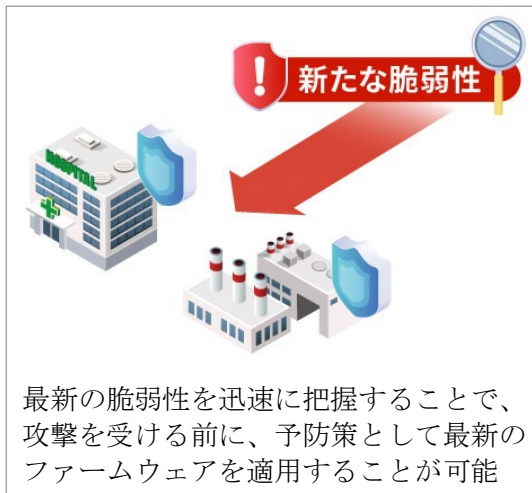 新たな脆弱性
HOSPITAL
最新の脆弱性を迅速に把握することで、
攻撃を受ける前に、予防策として最新の
ファームウェアを適用することが可能